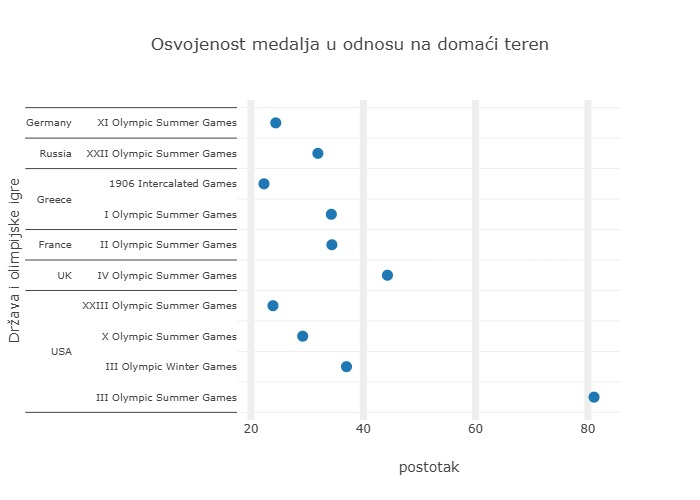 Osvojenost medalja u odnosu na domaći teren
Država i olimpijske igre
Germany XI Olympic Summer Games
Russia XXII Olympic Summer Games
Greece
1906 Intercalated Games
I Olympic Summer Games
France II Olympic Summer Games
UK IV Olympic Summer Games
USA
XXIII Olympic Summer Games
X Olympic Summer Games
III Olympic Winter Games
III Olympic Summer Games
20 40 60 80
postotak